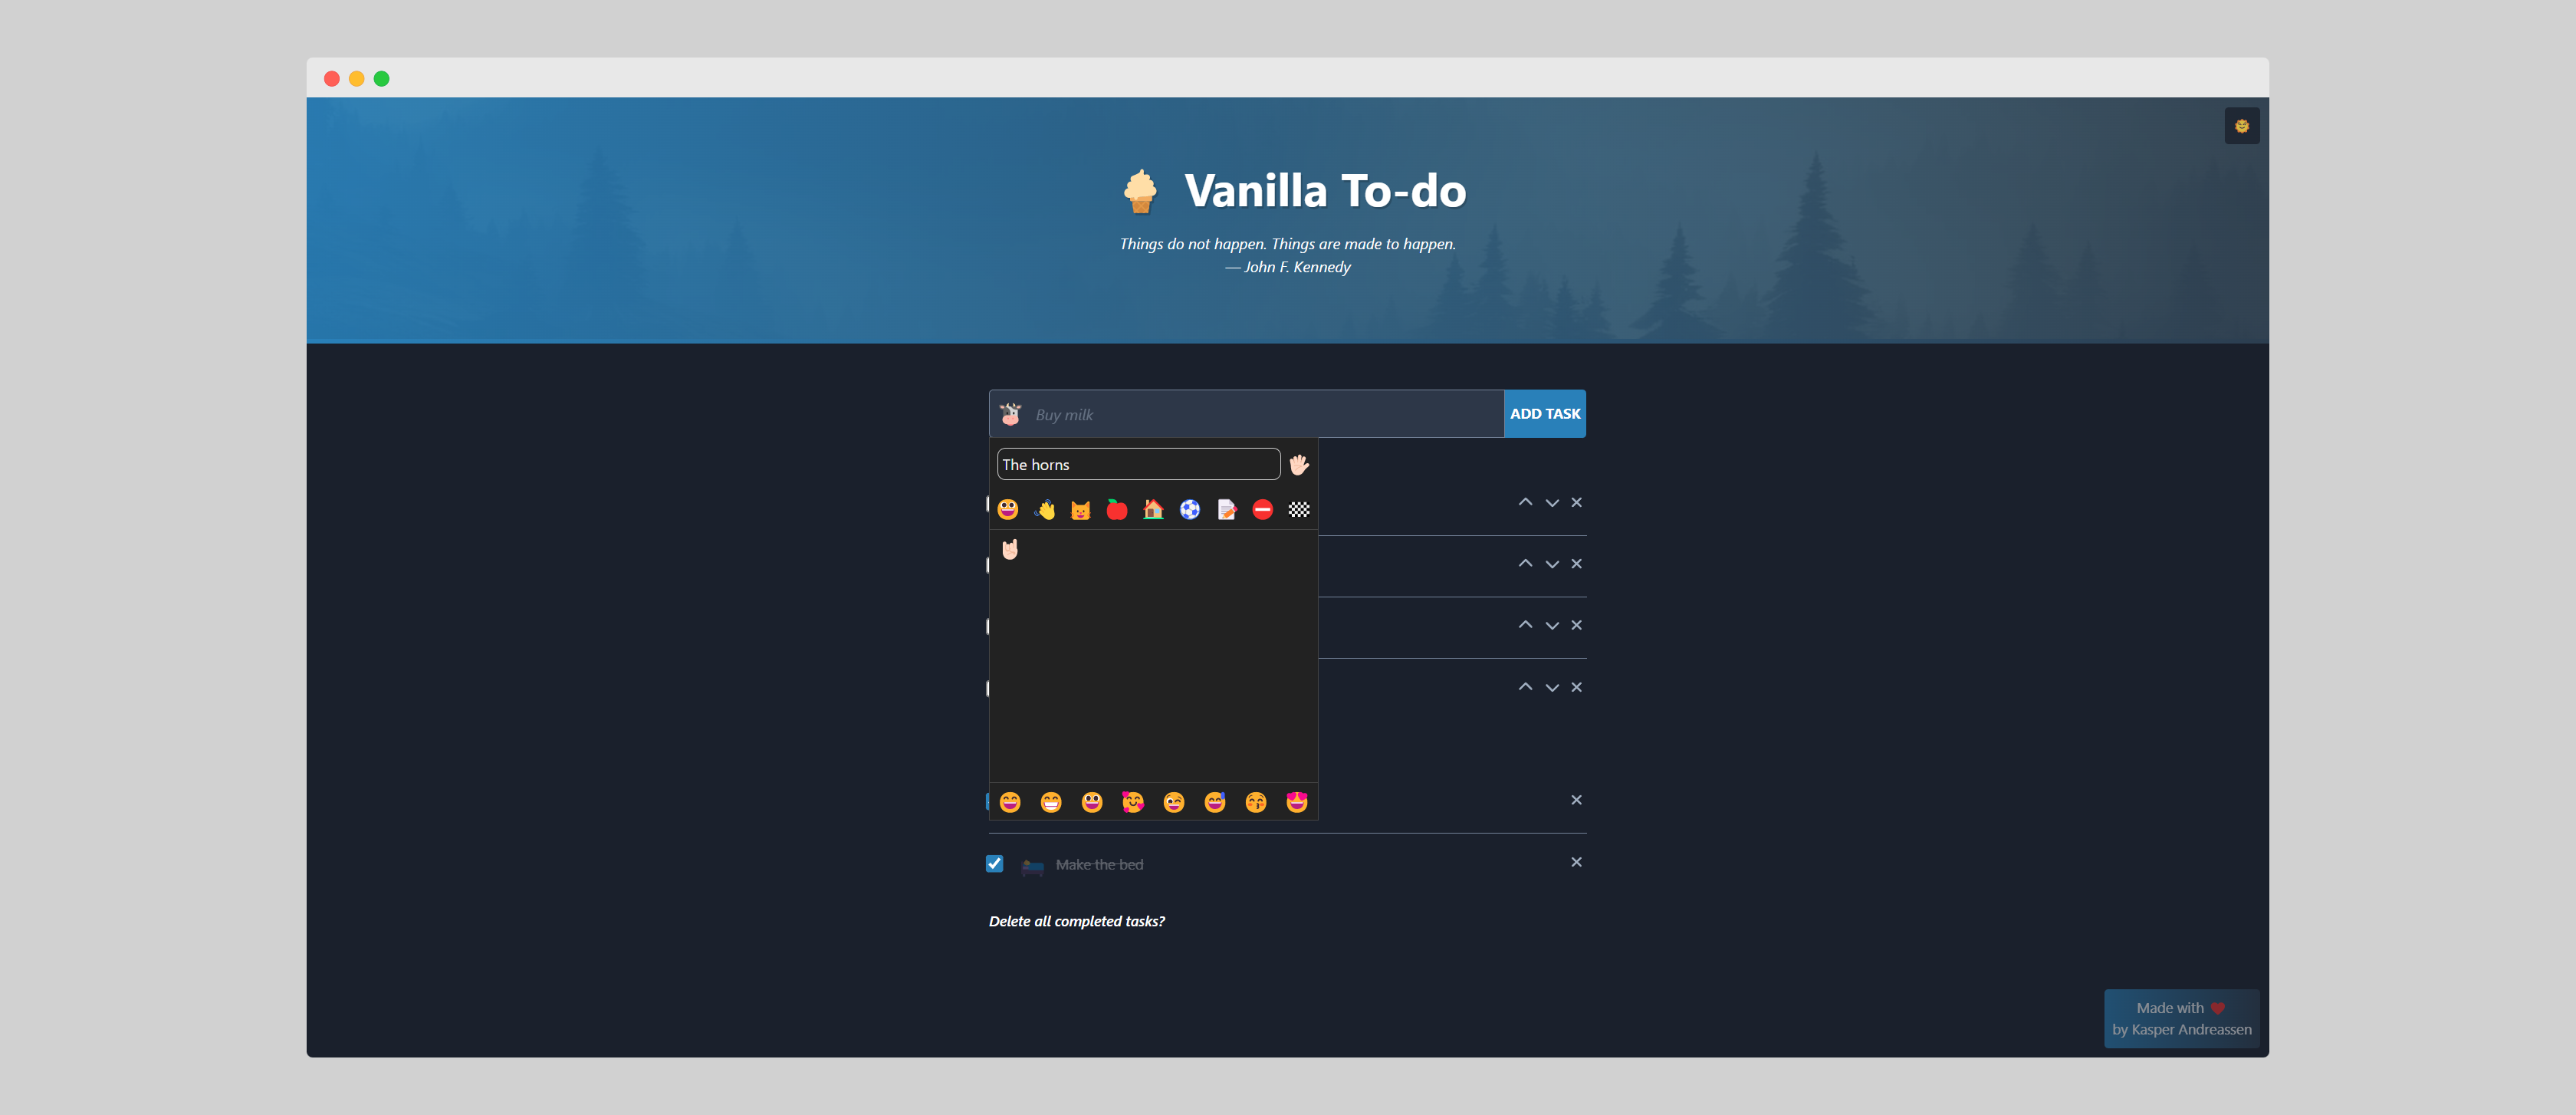 Vanilla To-do
Things do not happen. Things are made to happen.
— John F. Kennedy
Buy milk
ADD TASK
The horns
Make the bed
Delete all completed tasks?
Made with
by Kasper Andreassen